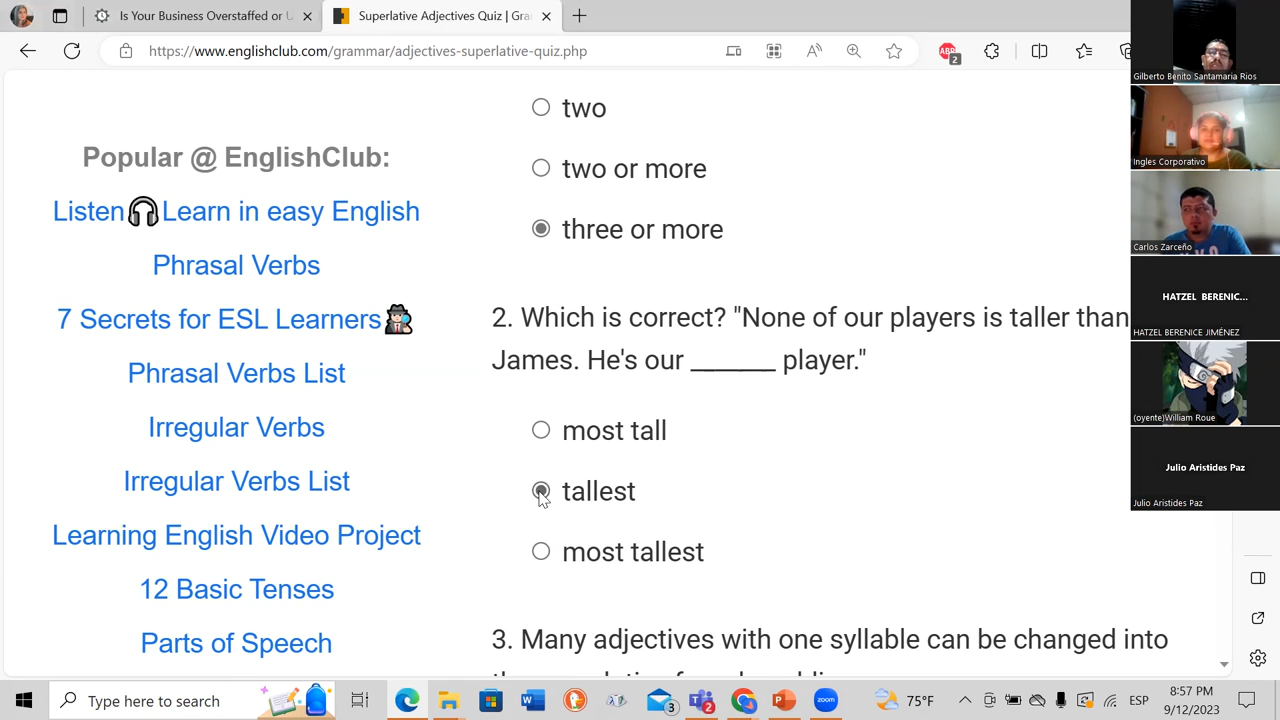 Is Your Business Overstaffed or U
Superlative Adjectives Quiz | Gra
https://www.englishclub.com/grammar/adjectives-superlative-quiz.php
ABP
2
Popular @ EnglishClub:
Listen Learn in easy English
Phrasal Verbs
7 Secrets for ESL Learners
Phrasal Verbs List
Irregular Verbs
Irregular Verbs List
Learning English Video Project
12 Basic Tenses
Parts of Speech
two
two or more
three or more
2. Which is correct? "None of our players is taller than
James. He's our ________ player."
most tall
tallest
most tallest
3. Many adjectives with one syllable can be changed into
Gilberto Benito Santamaria Rios
Ingles Corporativo
Carlos Zarceño
HATZEL BERENIC...
HATZEL BERENICE JIMÉNEZ
(oyente)William Roue
Julio Aristides Paz
Julio Aristides Paz
Type here to search
3
2
zoom
75°F
ESP
8:57 PM
9/12/2023